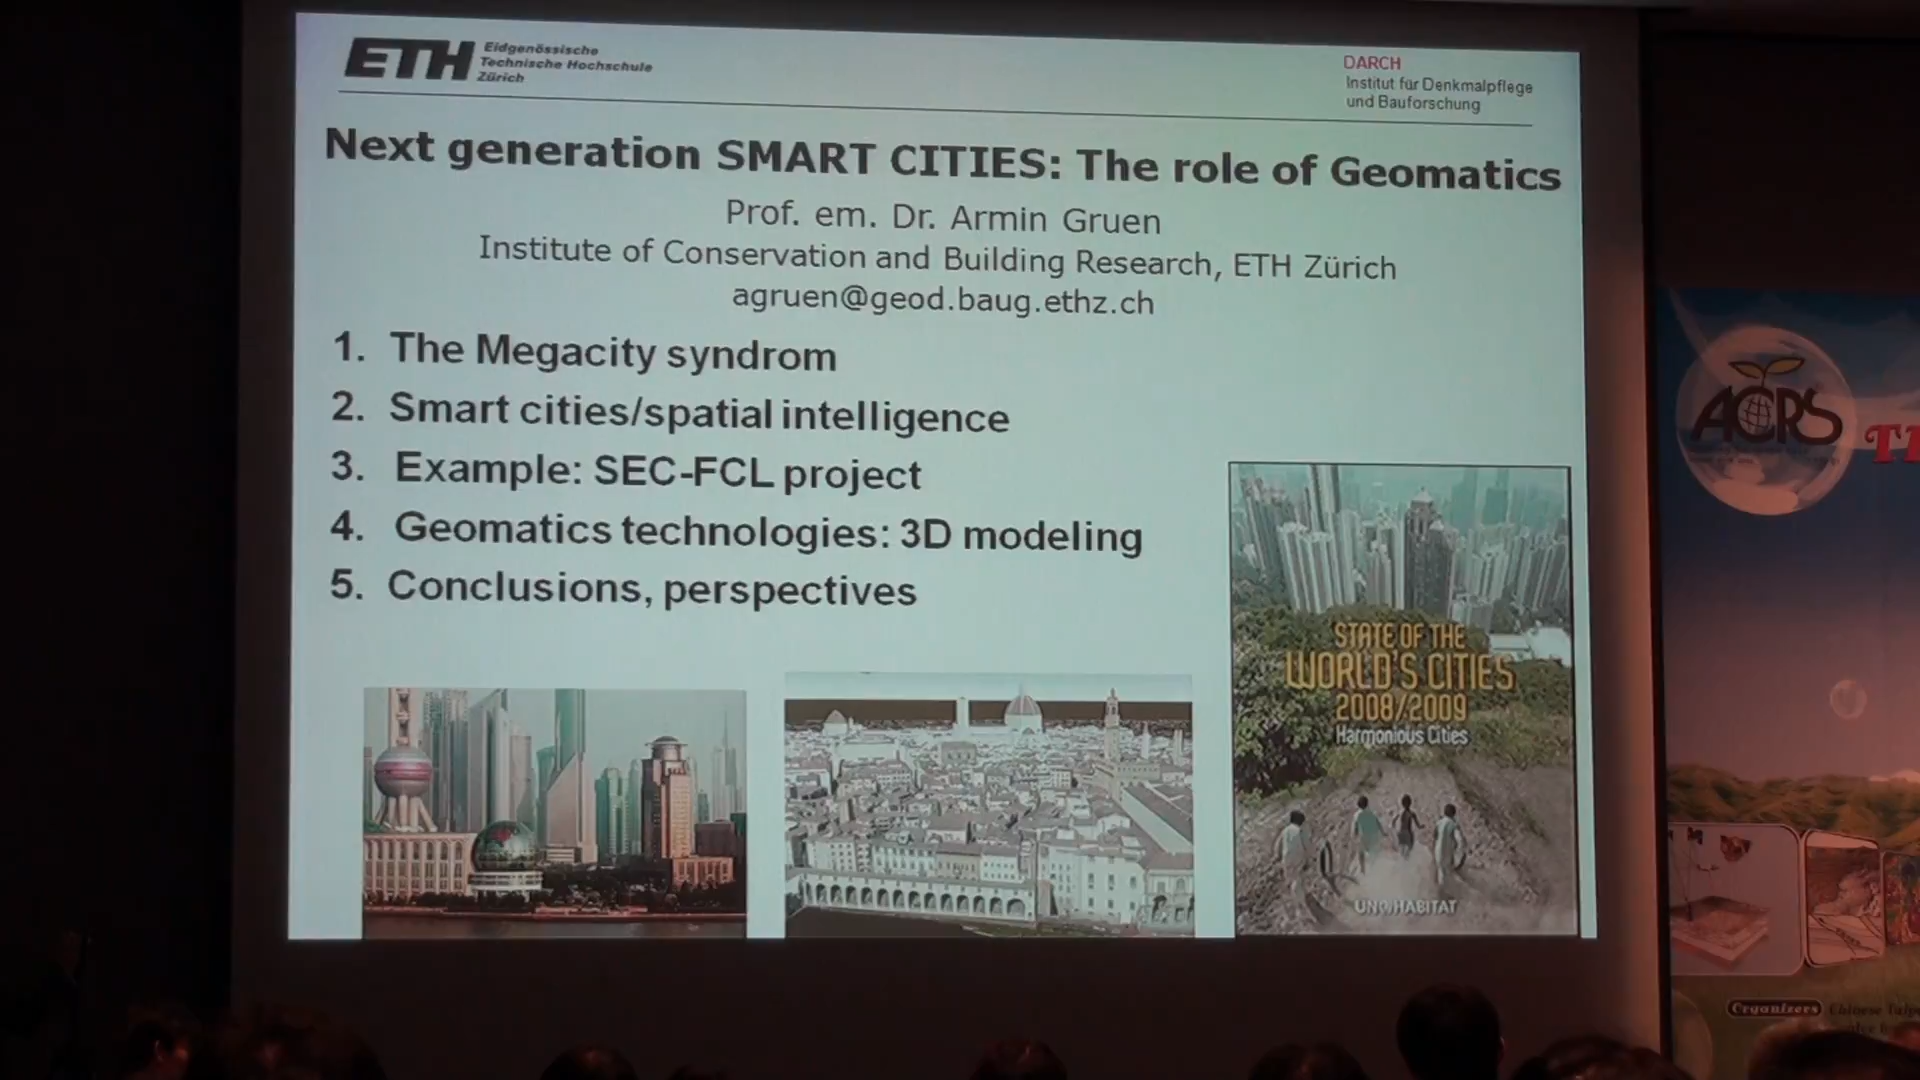 ETH Eidgenössische
Technische Hochschule
Zürich
DARCH
Institut für Denkmalpflege
und Bauforschung
Next generation SMART CITIES: The role of Geomatics
Prof. em. Dr. Armin Gruen
Institute of Conservation and Building Research, ETH Zürich
agruen@geod.baug.ethz.ch
1. The Megacity syndrom
2. Smart cities/spatial intelligence
3. Example: SEC-FCL project
4. Geomatics technologies: 3D modeling
5. Conclusions, perspectives
STATE OF THE
WORLD'S CITIES
2008/2009
Harmonious Cities
UN HABITAT
ACRS
Organizers Chinese